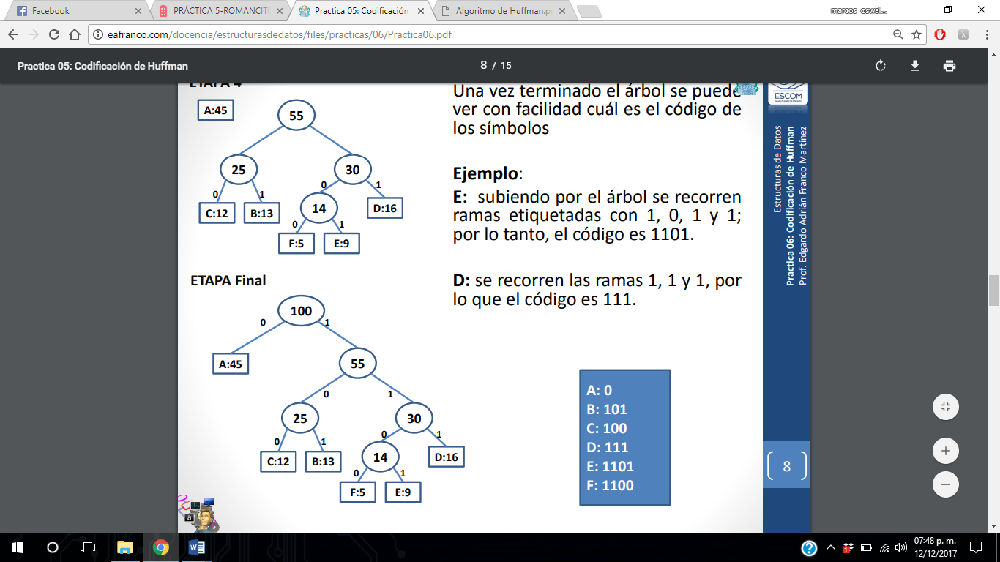 Facebook
PRÁCTICA 5-ROMANCITO
Practica 05: Codificación
Algoritmo de Huffman.p
marcos oswal...
eafranco.com/docencia/estructurasdedatos/files/practicas/06/Practica06.pdf
Practica 05: Codificación de Huffman
8 / 15
ETAPA 4
A:45
55
25
30
0
1
0
1
C:12
B:13
14
D:16
0
1
F:5
E:9
Una vez terminado el árbol se puede
ver con facilidad cuál es el código de
los símbolos
Ejemplo:
E: subiendo por el árbol se recorren
ramas etiquetadas con 1, 0, 1 y 1;
por lo tanto, el código es 1101.
D: se recorren las ramas 1, 1 y 1, por
lo que el código es 111.
ETAPA Final
100
0
1
A:45
55
0
1
25
30
0
1
0
1
C:12
B:13
14
D:16
0
1
F:5
E:9
A: 0
B: 101
C: 100
D: 111
E: 1101
F: 1100
ESCOM
Estructuras de Datos
Practica 06: Codificación de Huffman
Prof. Edgardo Adrián Franco Martínez
8
a
07:48 p. m.
12/12/2017